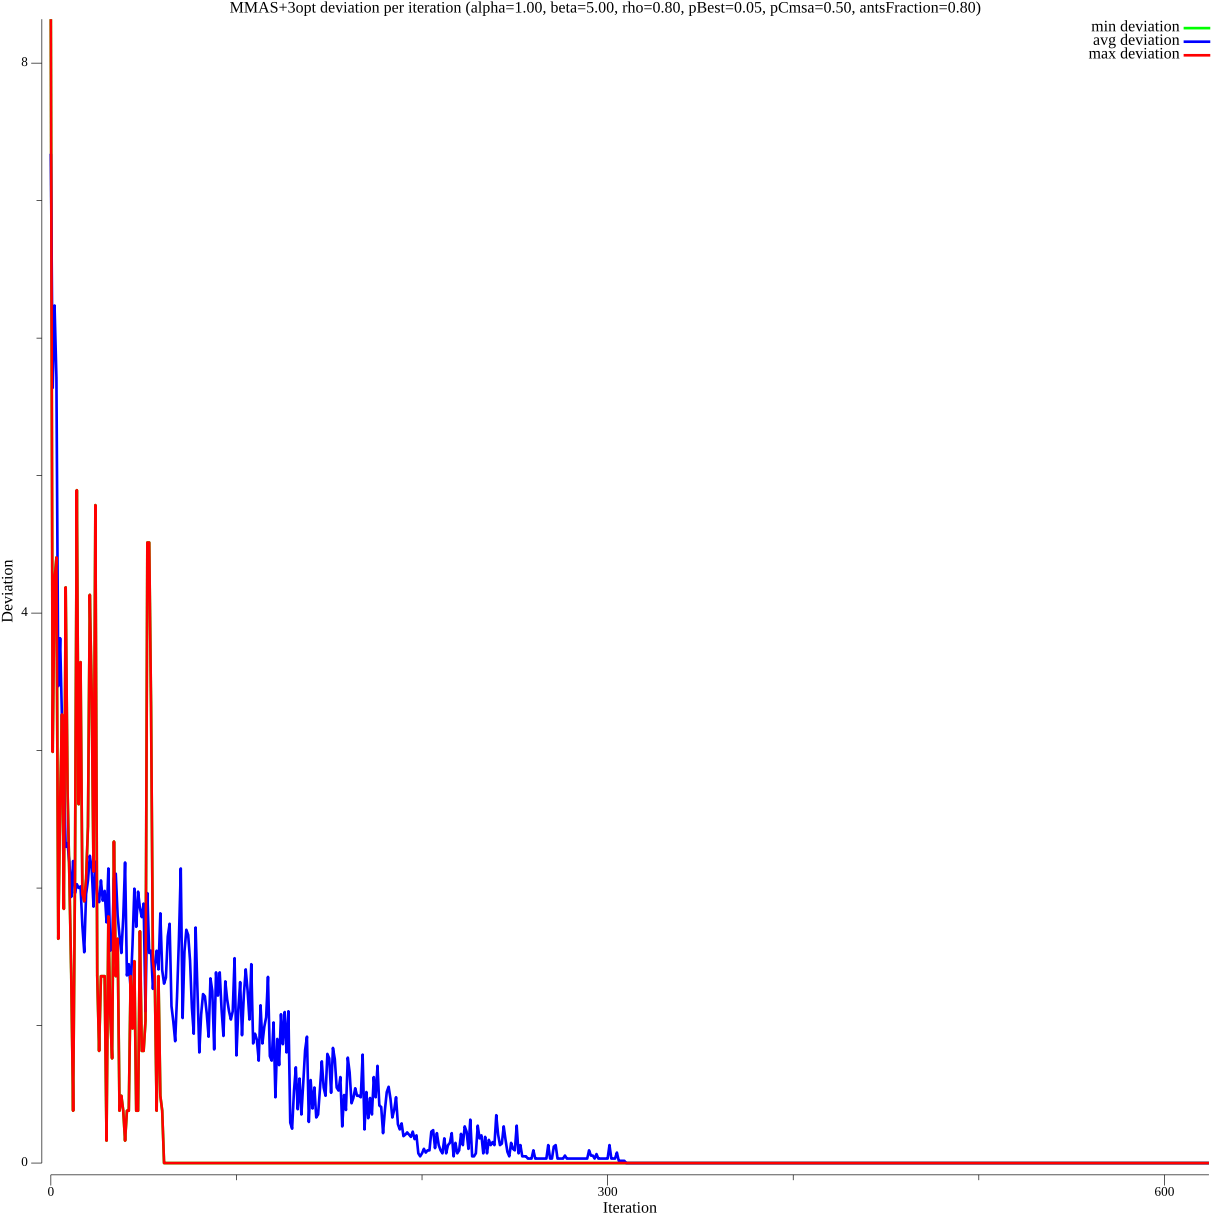 MMAS+3opt deviation per iteration (alpha=1.00, beta=5.00, rho=0.80, pBest=0.05, pCmsa=0.50, antsFraction=0.80)
min deviation
avg deviation
max deviation
8
4
0
Deviation
0
300
600
Iteration